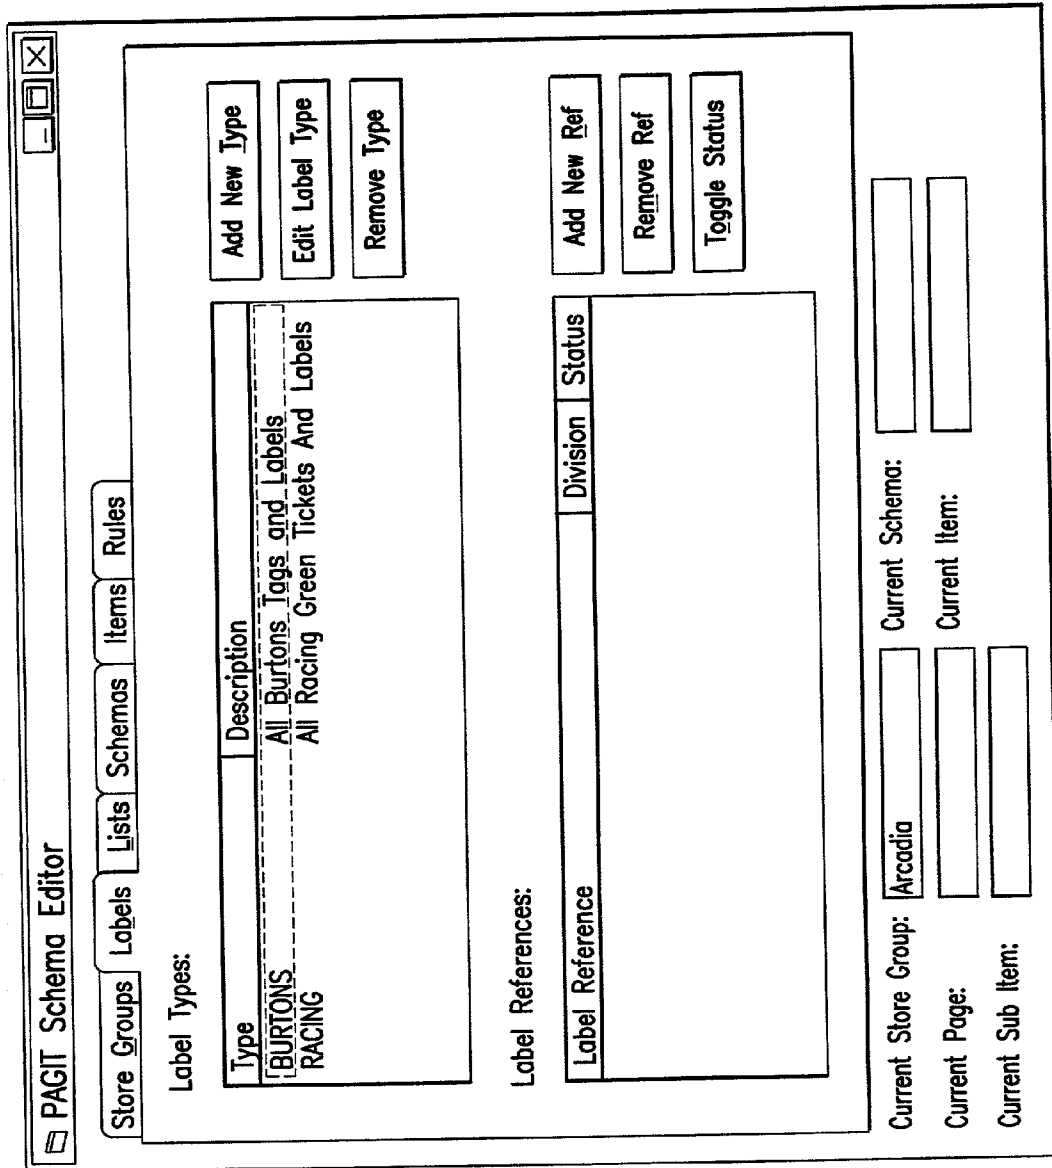 PAGIT Schema Editor
Store Groups Labels Lists Schemas Items Rules
Label Types:
Type Description
BURTONS All Burtons Tags and Labels
RACING All Racing Green Tickets And Labels
Add New Type
Edit Label Type
Remove Type
Label References:
Label Reference Division Status
Add New Ref
Remove Ref
Toggle Status
Current Store Group: Arcadia Current Schema:
Current Page: Current Item:
Current Sub Item: